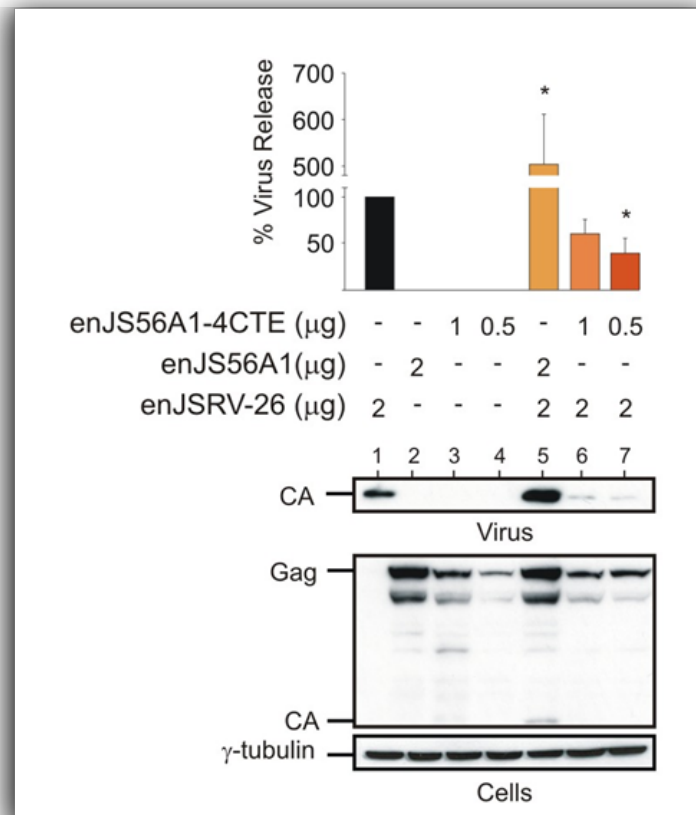 % Virus Release
700
600
500
100
50
*
*
enJS56A1-4CTE (μg) - - 1 0.5 - 1 0.5
enJS56A1(μg) - 2 - - 2 - -
enJSRV-26 (μg) 2 - - - 2 2 2
1 2 3 4 5 6 7
CA
Virus
Gag
CA
γ-tubulin
Cells